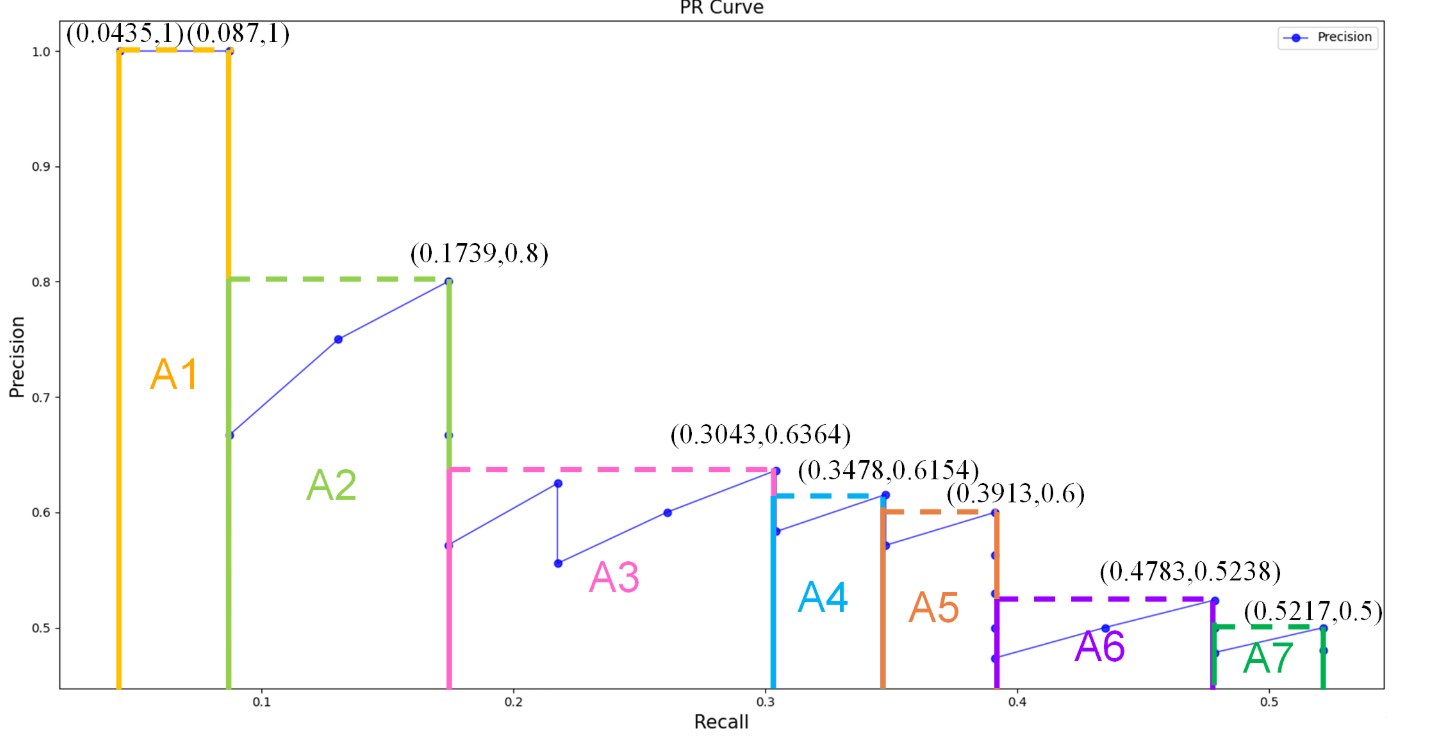 PR Curve
(0.0435,1)(0.087,1)
Precision
1.0
0.9
(0.1739,0.8)
0.8
A1
Precision
0.7
(0.3043,0.6364)
(0.3478,0.6154)
A2
(0.3913,0.6)
0.6
A3
(0.4783,0.5238)
A4
A5
(0.5217,0.5)
0.5
A6
A7
0.1
0.2
0.3
0.4
0.5
Recall